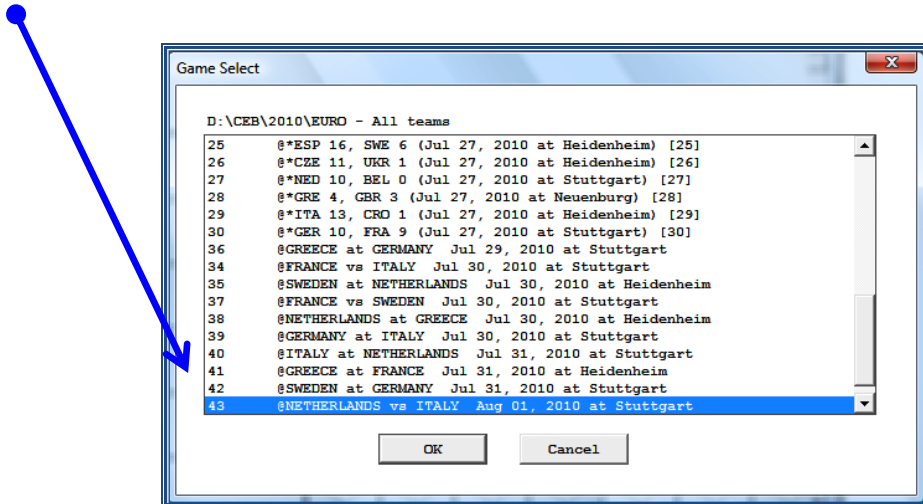 Game Select
D:\CEB\2010\EURO - All teams
25 @*ESP 16, SWE 6 (Jul 27, 2010 at Heidenheim) [25]
26 @*CZE 11, UKR 1 (Jul 27, 2010 at Heidenheim) [26]
27 @*NED 10, BEL 0 (Jul 27, 2010 at Stuttgart) [27]
28 @*GRE 4, GBR 3 (Jul 27, 2010 at Neuenburg) [28]
29 @*ITA 13, CRO 1 (Jul 27, 2010 at Heidenheim) [29]
30 @*GER 10, FRA 9 (Jul 27, 2010 at Stuttgart) [30]
36 @GREECE at GERMANY Jul 29, 2010 at Stuttgart
34 @FRANCE vs ITALY Jul 30, 2010 at Stuttgart
35 @SWEDEN at NETHERLANDS Jul 30, 2010 at Heidenheim
37 @FRANCE vs SWEDEN Jul 30, 2010 at Stuttgart
38 @NETHERLANDS at GREECE Jul 30, 2010 at Heidenheim
39 @GERMANY at ITALY Jul 30, 2010 at Stuttgart
40 @ITALY at NETHERLANDS Jul 31, 2010 at Stuttgart
41 @GREECE at FRANCE Jul 31, 2010 at Heidenheim
42 @SWEDEN at GERMANY Jul 31, 2010 at Stuttgart
43 @NETHERLANDS vs ITALY Aug 01, 2010 at Stuttgart
OK Cancel